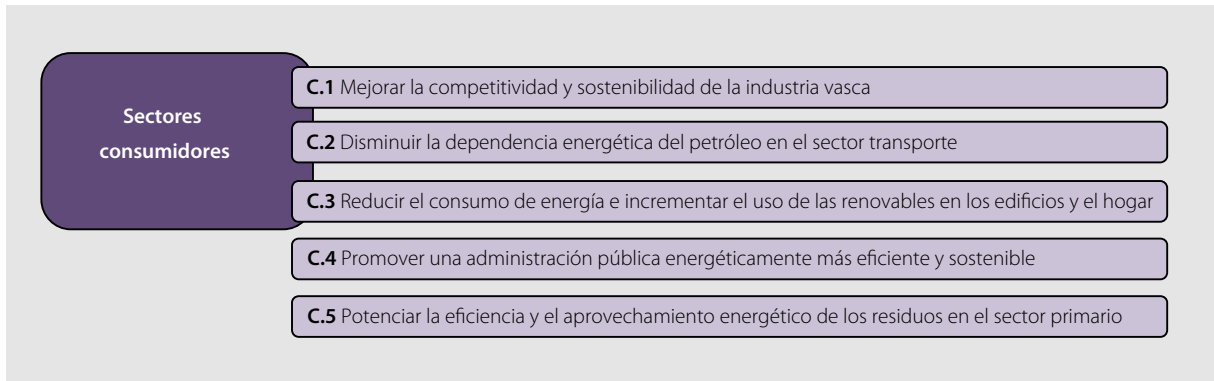 Sectores
consumidores
C.1 Mejorar la competitividad y sostenibilidad de la industria vasca
C.2 Disminuir la dependencia energética del petróleo en el sector transporte
C.3 Reducir el consumo de energía e incrementar el uso de las renovables en los edificios y el hogar
C.4 Promover una administración pública energéticamente más eficiente y sostenible
C.5 Potenciar la eficiencia y el aprovechamiento energético de los residuos en el sector primario